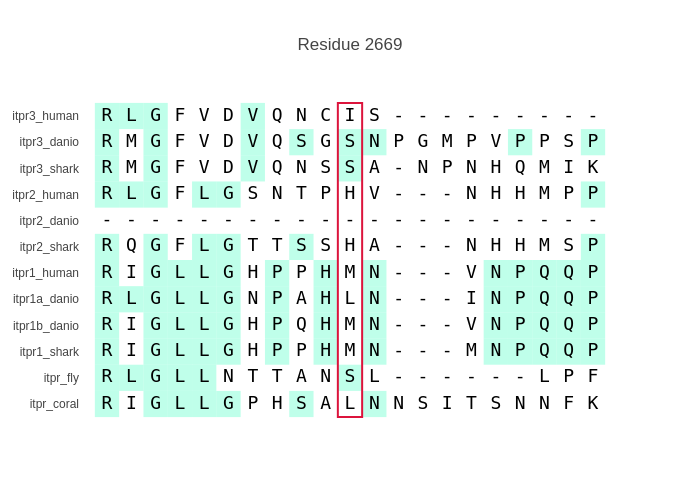 Residue 2669
itpr3_human R L G F V D V Q N C I S - - - - - - - - -
itpr3_danio R M G F V D V Q S G S N P G M P V P P S P
itpr3_shark R M G F V D V Q N S S A - N P N H Q M I K
itpr2_human R L G F L G S N T P H V - - - N H H M P P
itpr2_danio - - - - - - - - - - - - - - - - - - - - -
itpr2_shark R Q G F L G T T S S H A - - - N H H M S P
itpr1_human R I G L L G H P P H M N - - - V N P Q Q P
itpr1a_danio R L G L L G N P A H L N - - - I N P Q Q P
itpr1b_danio R I G L L G H P Q H M N - - - V N P Q Q P
itpr1_shark R I G L L G H P P H M N - - - M N P Q Q P
itpr_fly R L G L L N T T A N S L - - - - - - L P F
itpr_coral R I G L L G P H S A L N N S I T S N N F K